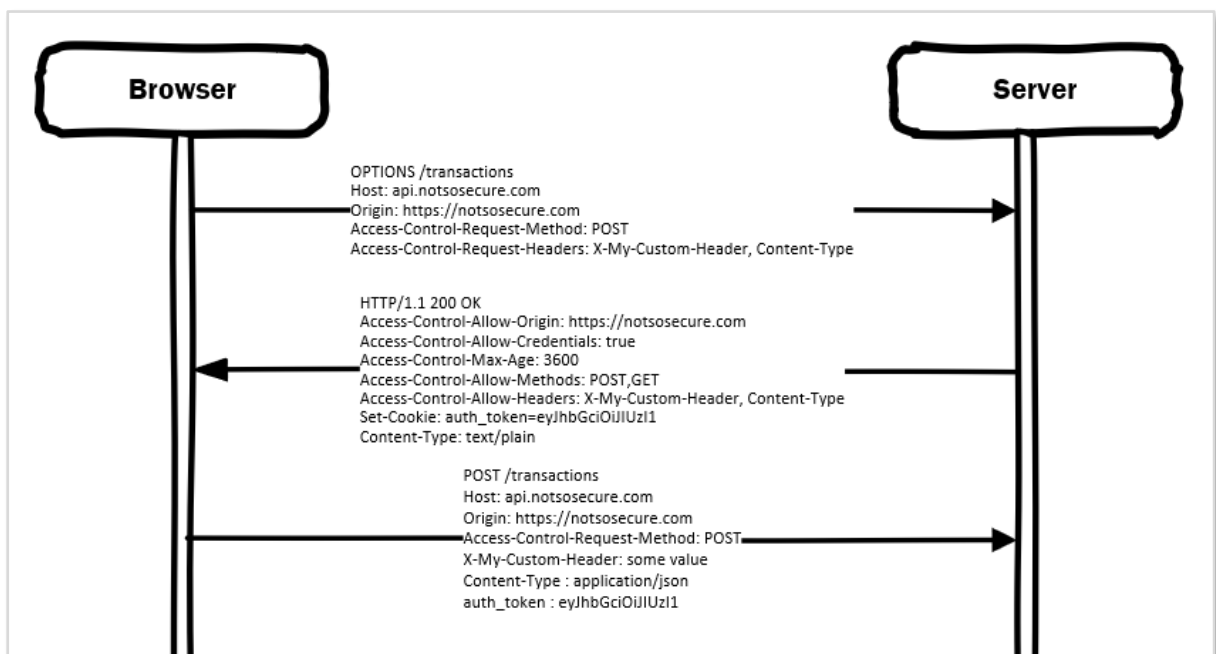 Browser
Server
OPTIONS /transactions
Host: api.notsosecure.com
Origin: https://notsosecure.com
Access-Control-Request-Method: POST
Access-Control-Request-Headers: X-My-Custom-Header, Content-Type
HTTP/1.1 200 OK
Access-Control-Allow-Origin: https://notsosecure.com
Access-Control-Allow-Credentials: true
Access-Control-Max-Age: 3600
Access-Control-Allow-Methods: POST,GET
Access-Control-Allow-Headers: X-My-Custom-Header, Content-Type
Set-Cookie: auth_token=eyJhbGciOiJIUzI1
Content-Type: text/plain
POST /transactions
Host: api.notsosecure.com
Origin: https://notsosecure.com
Access-Control-Request-Method: POST
X-My-Custom-Header: some value
Content-Type : application/json
auth_token : eyJhbGciOiJIUzI1